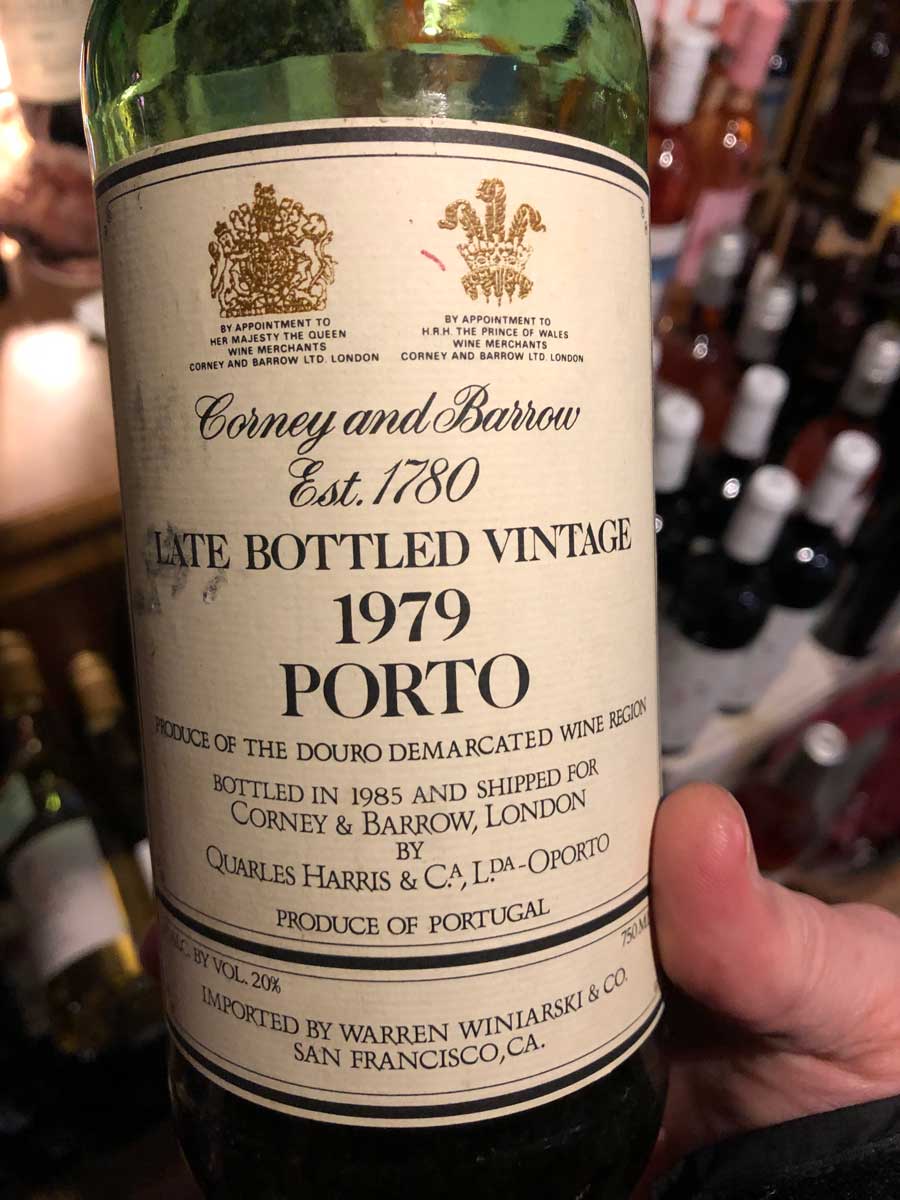 BY APPOINTMENT TO
HER MAJESTY THE QUEEN
WINE MERCHANTS
CORNEY AND BARROW LTD. LONDON
BY APPOINTMENT TO
H.R.H. THE PRINCE OF WALES
WINE MERCHANTS
CORNEY AND BARROW LTD. LONDON
Corney and Barrow
Est. 1780
LATE BOTTLED VINTAGE
1979
PORTO
PRODUCE OF THE DOURO DEMARCATED WINE REGION
BOTTLED IN 1985 AND SHIPPED FOR
CORNEY & BARROW, LONDON
BY
QUARLES HARRIS & C.A, L.DA - OPORTO
PRODUCE OF PORTUGAL
ALC. BY VOL. 20%
750 ML
IMPORTED BY WARREN WINIARSKI & CO.
SAN FRANCISCO, CA.